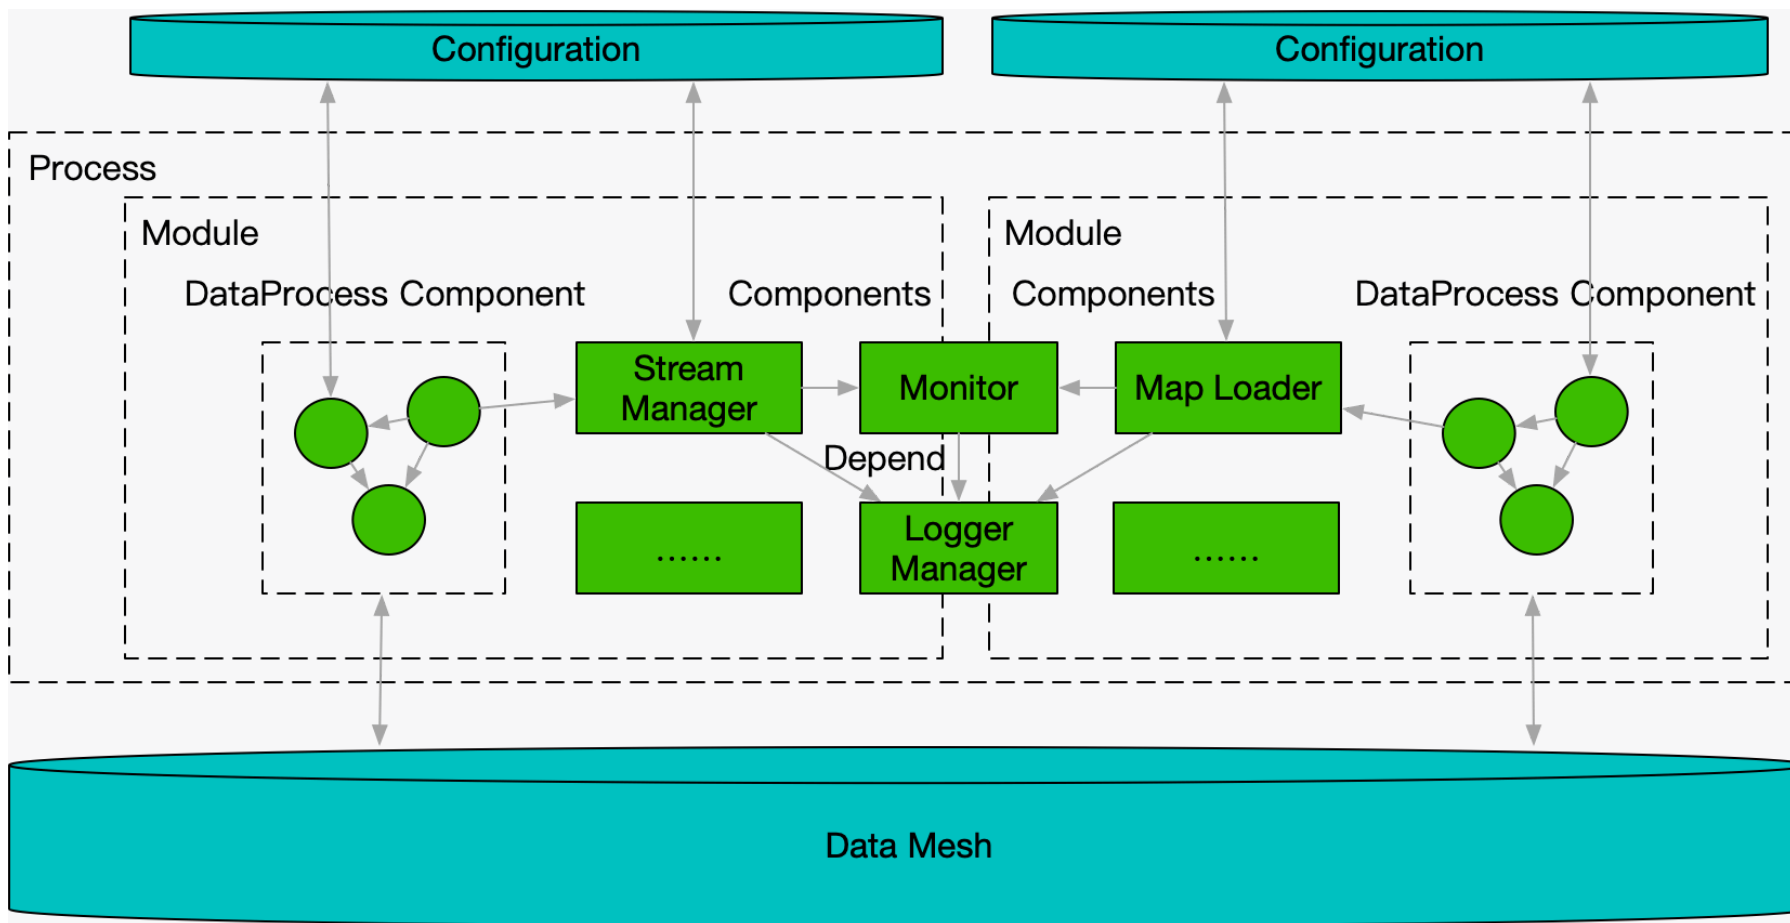 Configuration
Configuration
Process
Module
Module
DataProcess Component
Components
Components
DataProcess Component
Stream
Manager
Monitor
Map Loader
Depend
......
Logger
Manager
......
Data Mesh